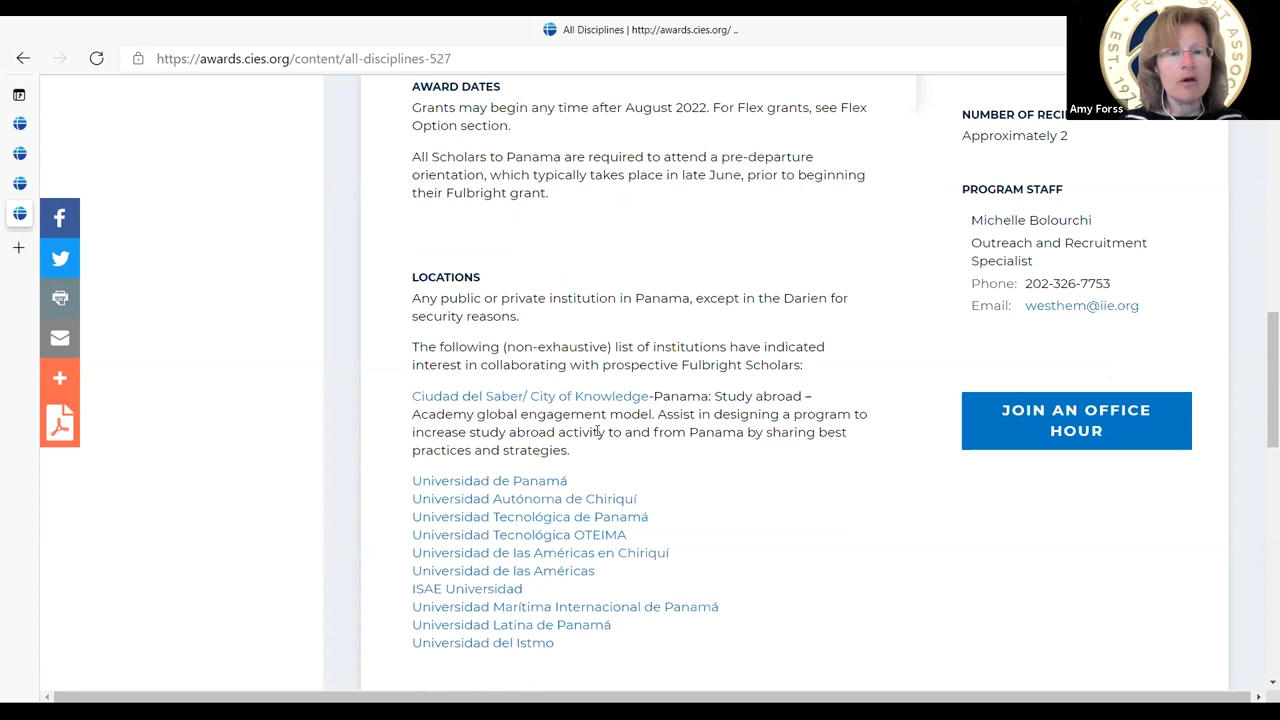 All Disciplines | http://awards.cies.org/ ..
https://awards.cies.org/content/all-disciplines-527
Amy Forss
AWARD DATES
Grants may begin any time after August 2022. For Flex grants, see Flex
Option section.
All Scholars to Panama are required to attend a pre-departure
orientation, which typically takes place in late June, prior to beginning
their Fulbright grant.
LOCATIONS
Any public or private institution in Panama, except in the Darien for
security reasons.
The following (non-exhaustive) list of institutions have indicated
interest in collaborating with prospective Fulbright Scholars:
Ciudad del Saber/ City of Knowledge-Panama: Study abroad –
Academy global engagement model. Assist in designing a program to
increase study abroad activity to and from Panama by sharing best
practices and strategies.
Universidad de Panamá
Universidad Autónoma de Chiriquí
Universidad Tecnológica de Panamá
Universidad Tecnológica OTEIMA
Universidad de las Américas en Chiriquí
Universidad de las Américas
ISAE Universidad
Universidad Marítima Internacional de Panamá
Universidad Latina de Panamá
Universidad del Istmo
NUMBER OF
Approximately 2
PROGRAM STAFF
Michelle Bolourchi
Outreach and Recruitment
Specialist
Phone: 202-326-7753
Email: westhem@iie.org
JOIN AN OFFICE
HOUR